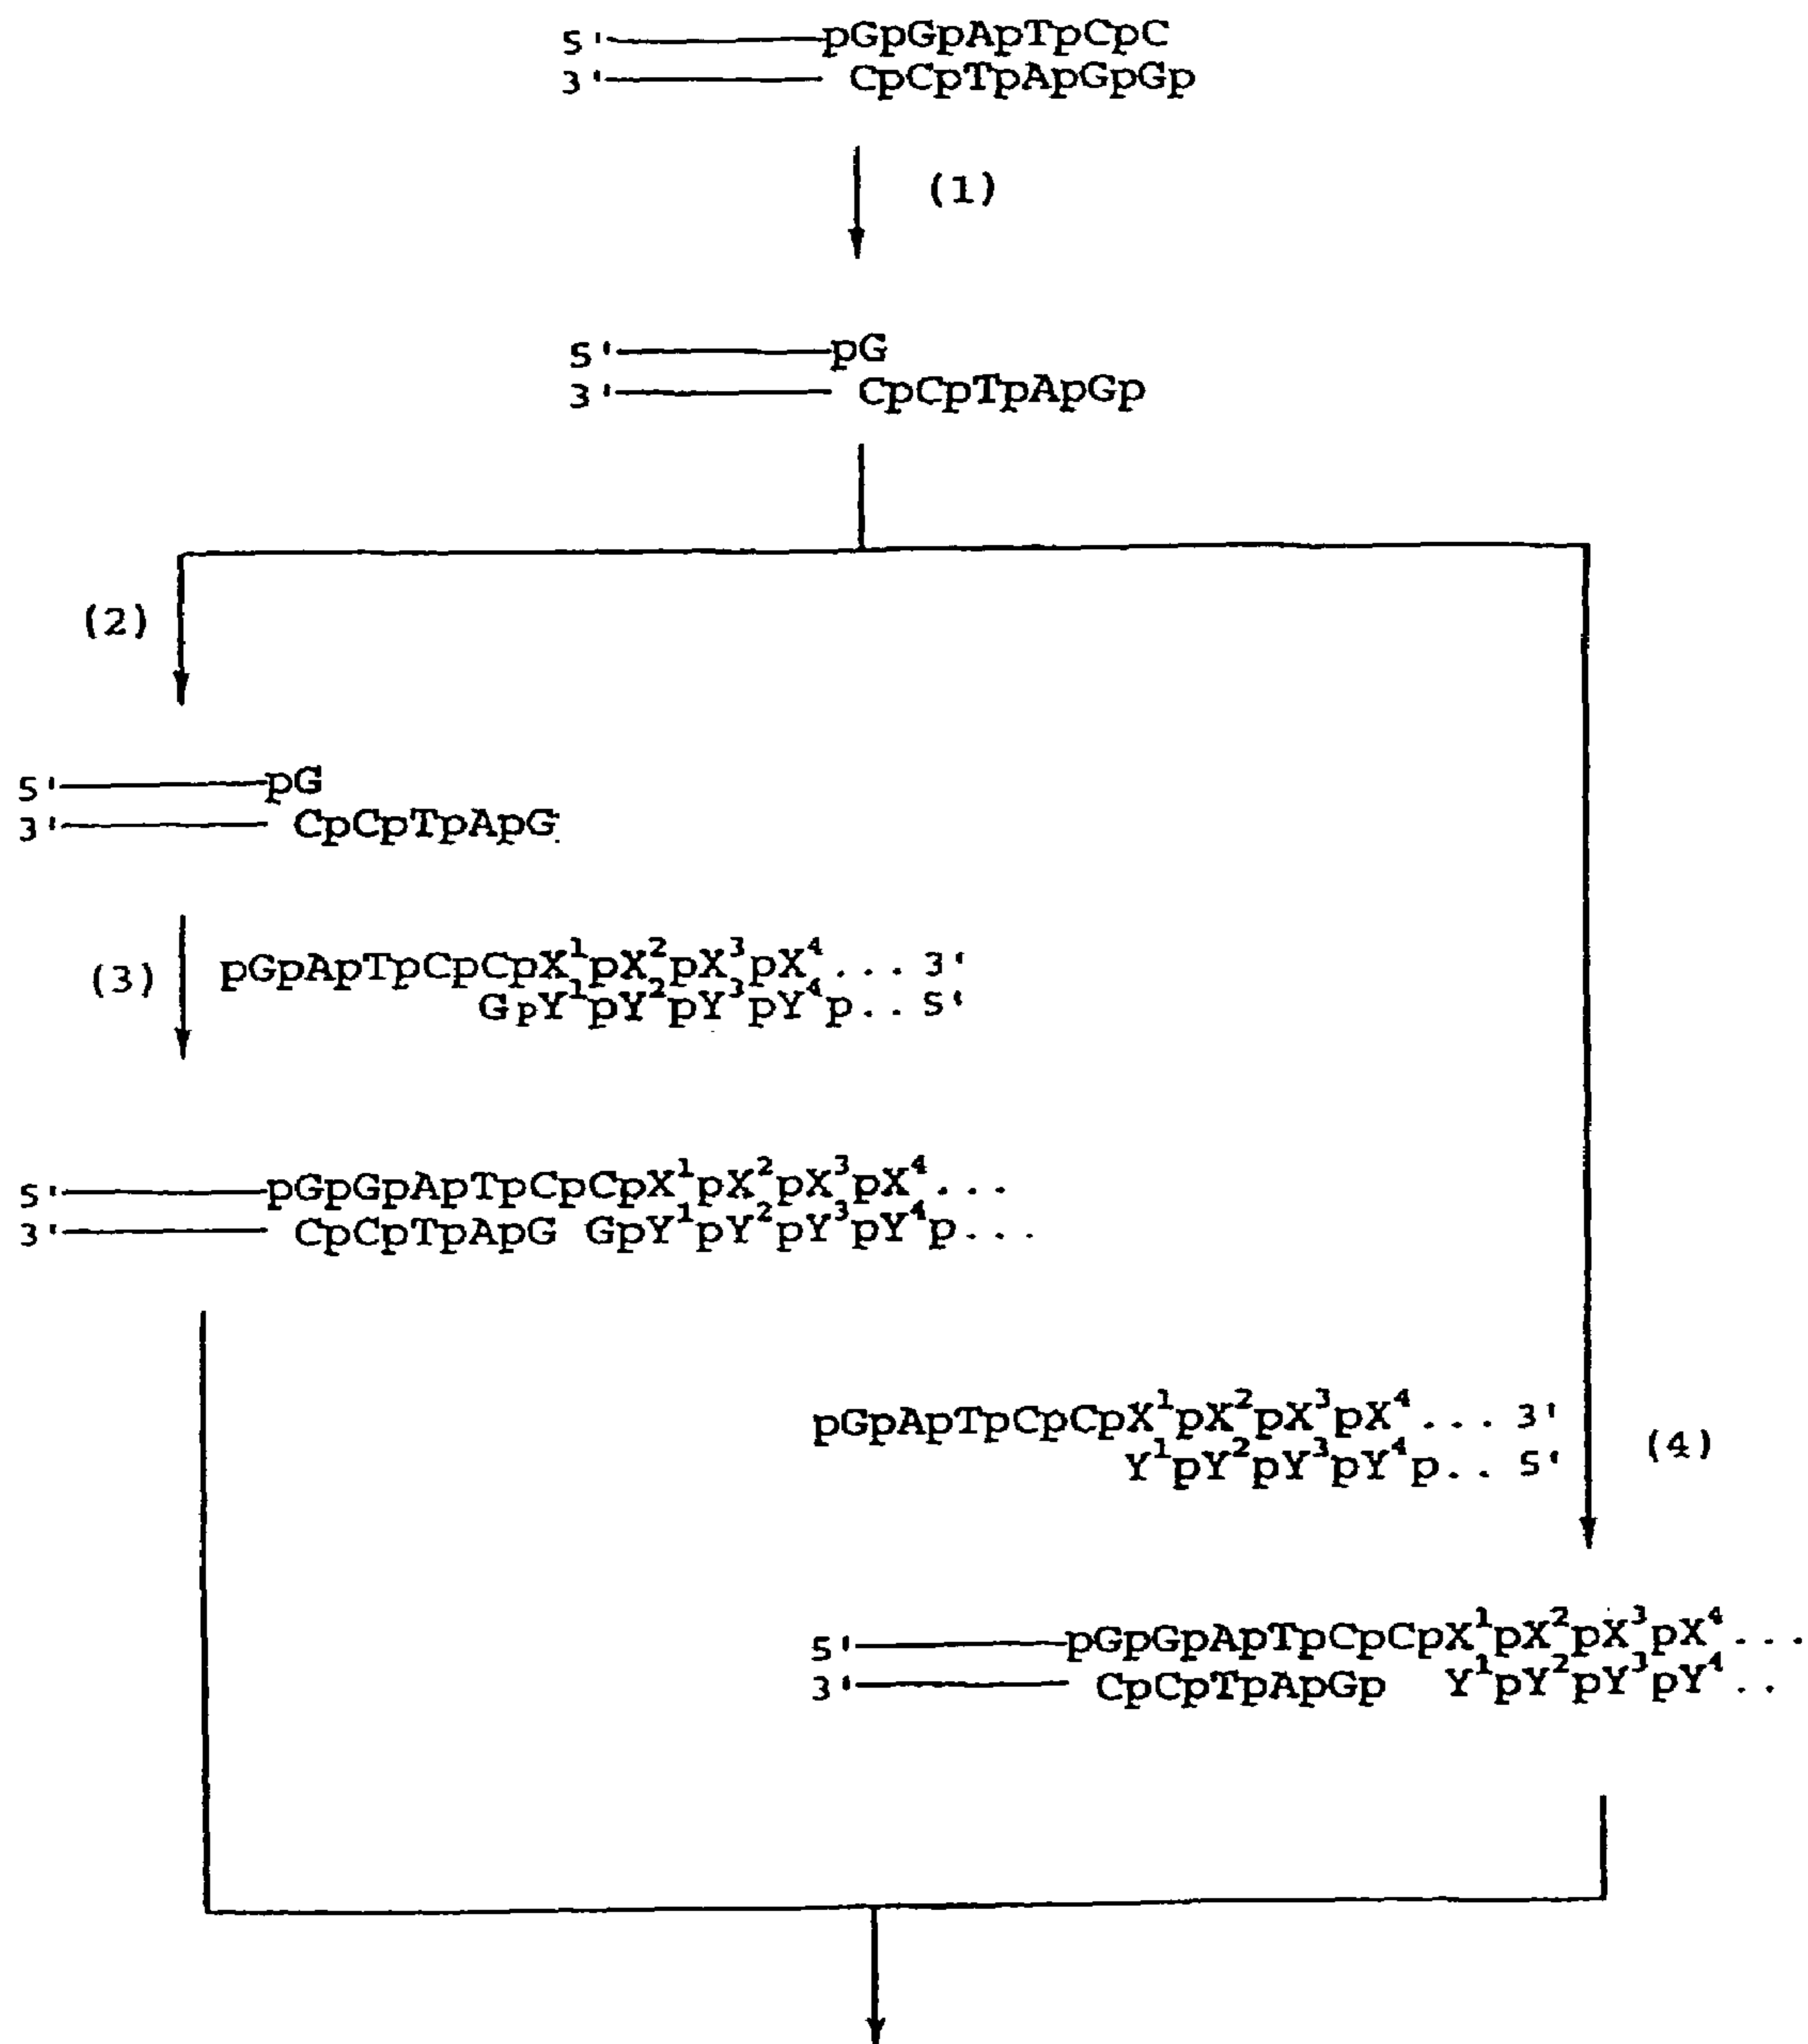 5' pGpGpApTpCpC
3' CpCpTpApGpGp
(1)
5' pG
3' CpCpTpApGp
(2)
5' pG
3' CpCpTpApG
(3)
pGpApTpCpCpX¹pX²pX³pX⁴... 3'
GpY¹pY²pY³pY⁴p.. 5'
5' pGpGpApTpCpCpX¹pX²pX³pX⁴...
3' CpCpTpApG GpY¹pY²pY³pY⁴p...
pGpApTpCpCpX¹pX²pX³pX⁴... 3'
Y¹pY²pY³pY⁴p.. 5'
(4)
5' pGpGpApTpCpCpX¹pX²pX³pX⁴...
3' CpCpTpApGp Y¹pY²pY³pY⁴..